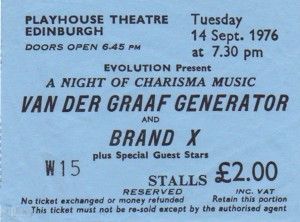 PLAYHOUSE THEATRE
EDINBURGH
DOORS OPEN 6.45 PM
Tuesday
14 Sept. 1976
at 7.30 pm
EVOLUTION Present
A NIGHT OF CHARISMA MUSIC
VAN DER GRAAF GENERATOR
AND
BRAND X
plus Special Guest Stars
W15
STALLS £2.00
RESERVED INC. VAT
No ticket exchanged or money refunded Retain this portion
This ticket must not be re-sold except by the authorised agent